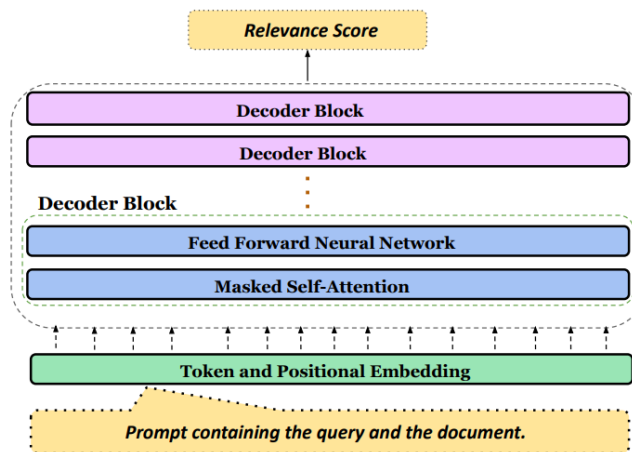 Relevance Score
Decoder Block
Decoder Block
Decoder Block
Feed Forward Neural Network
Masked Self-Attention
Token and Positional Embedding
Prompt containing the query and the document.